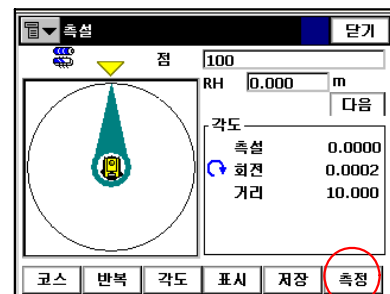 측설 닫기
점 100
RH 0.000 m
다음
각도
측설 0.0000
회전 0.0002
거리 10.000
코스 반복 각도 표시 저장 측정